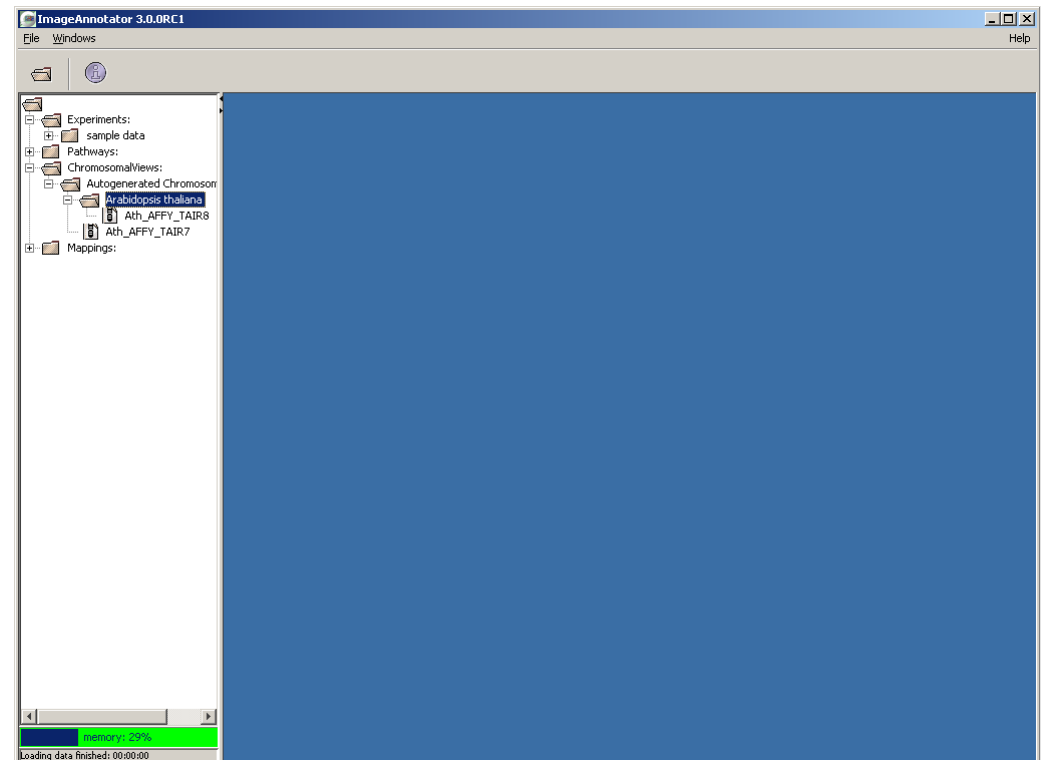 ImageAnnotator 3.0.0RC1
File Windows Help
Experiments:
sample data
Pathways:
ChromosomalViews:
Autogenerated Chromosom
Arabidopsis thaliana
Ath_AFFY_TAIR8
Ath_AFFY_TAIR7
Mappings:
memory: 29%
Loading data finished: 00:00:00